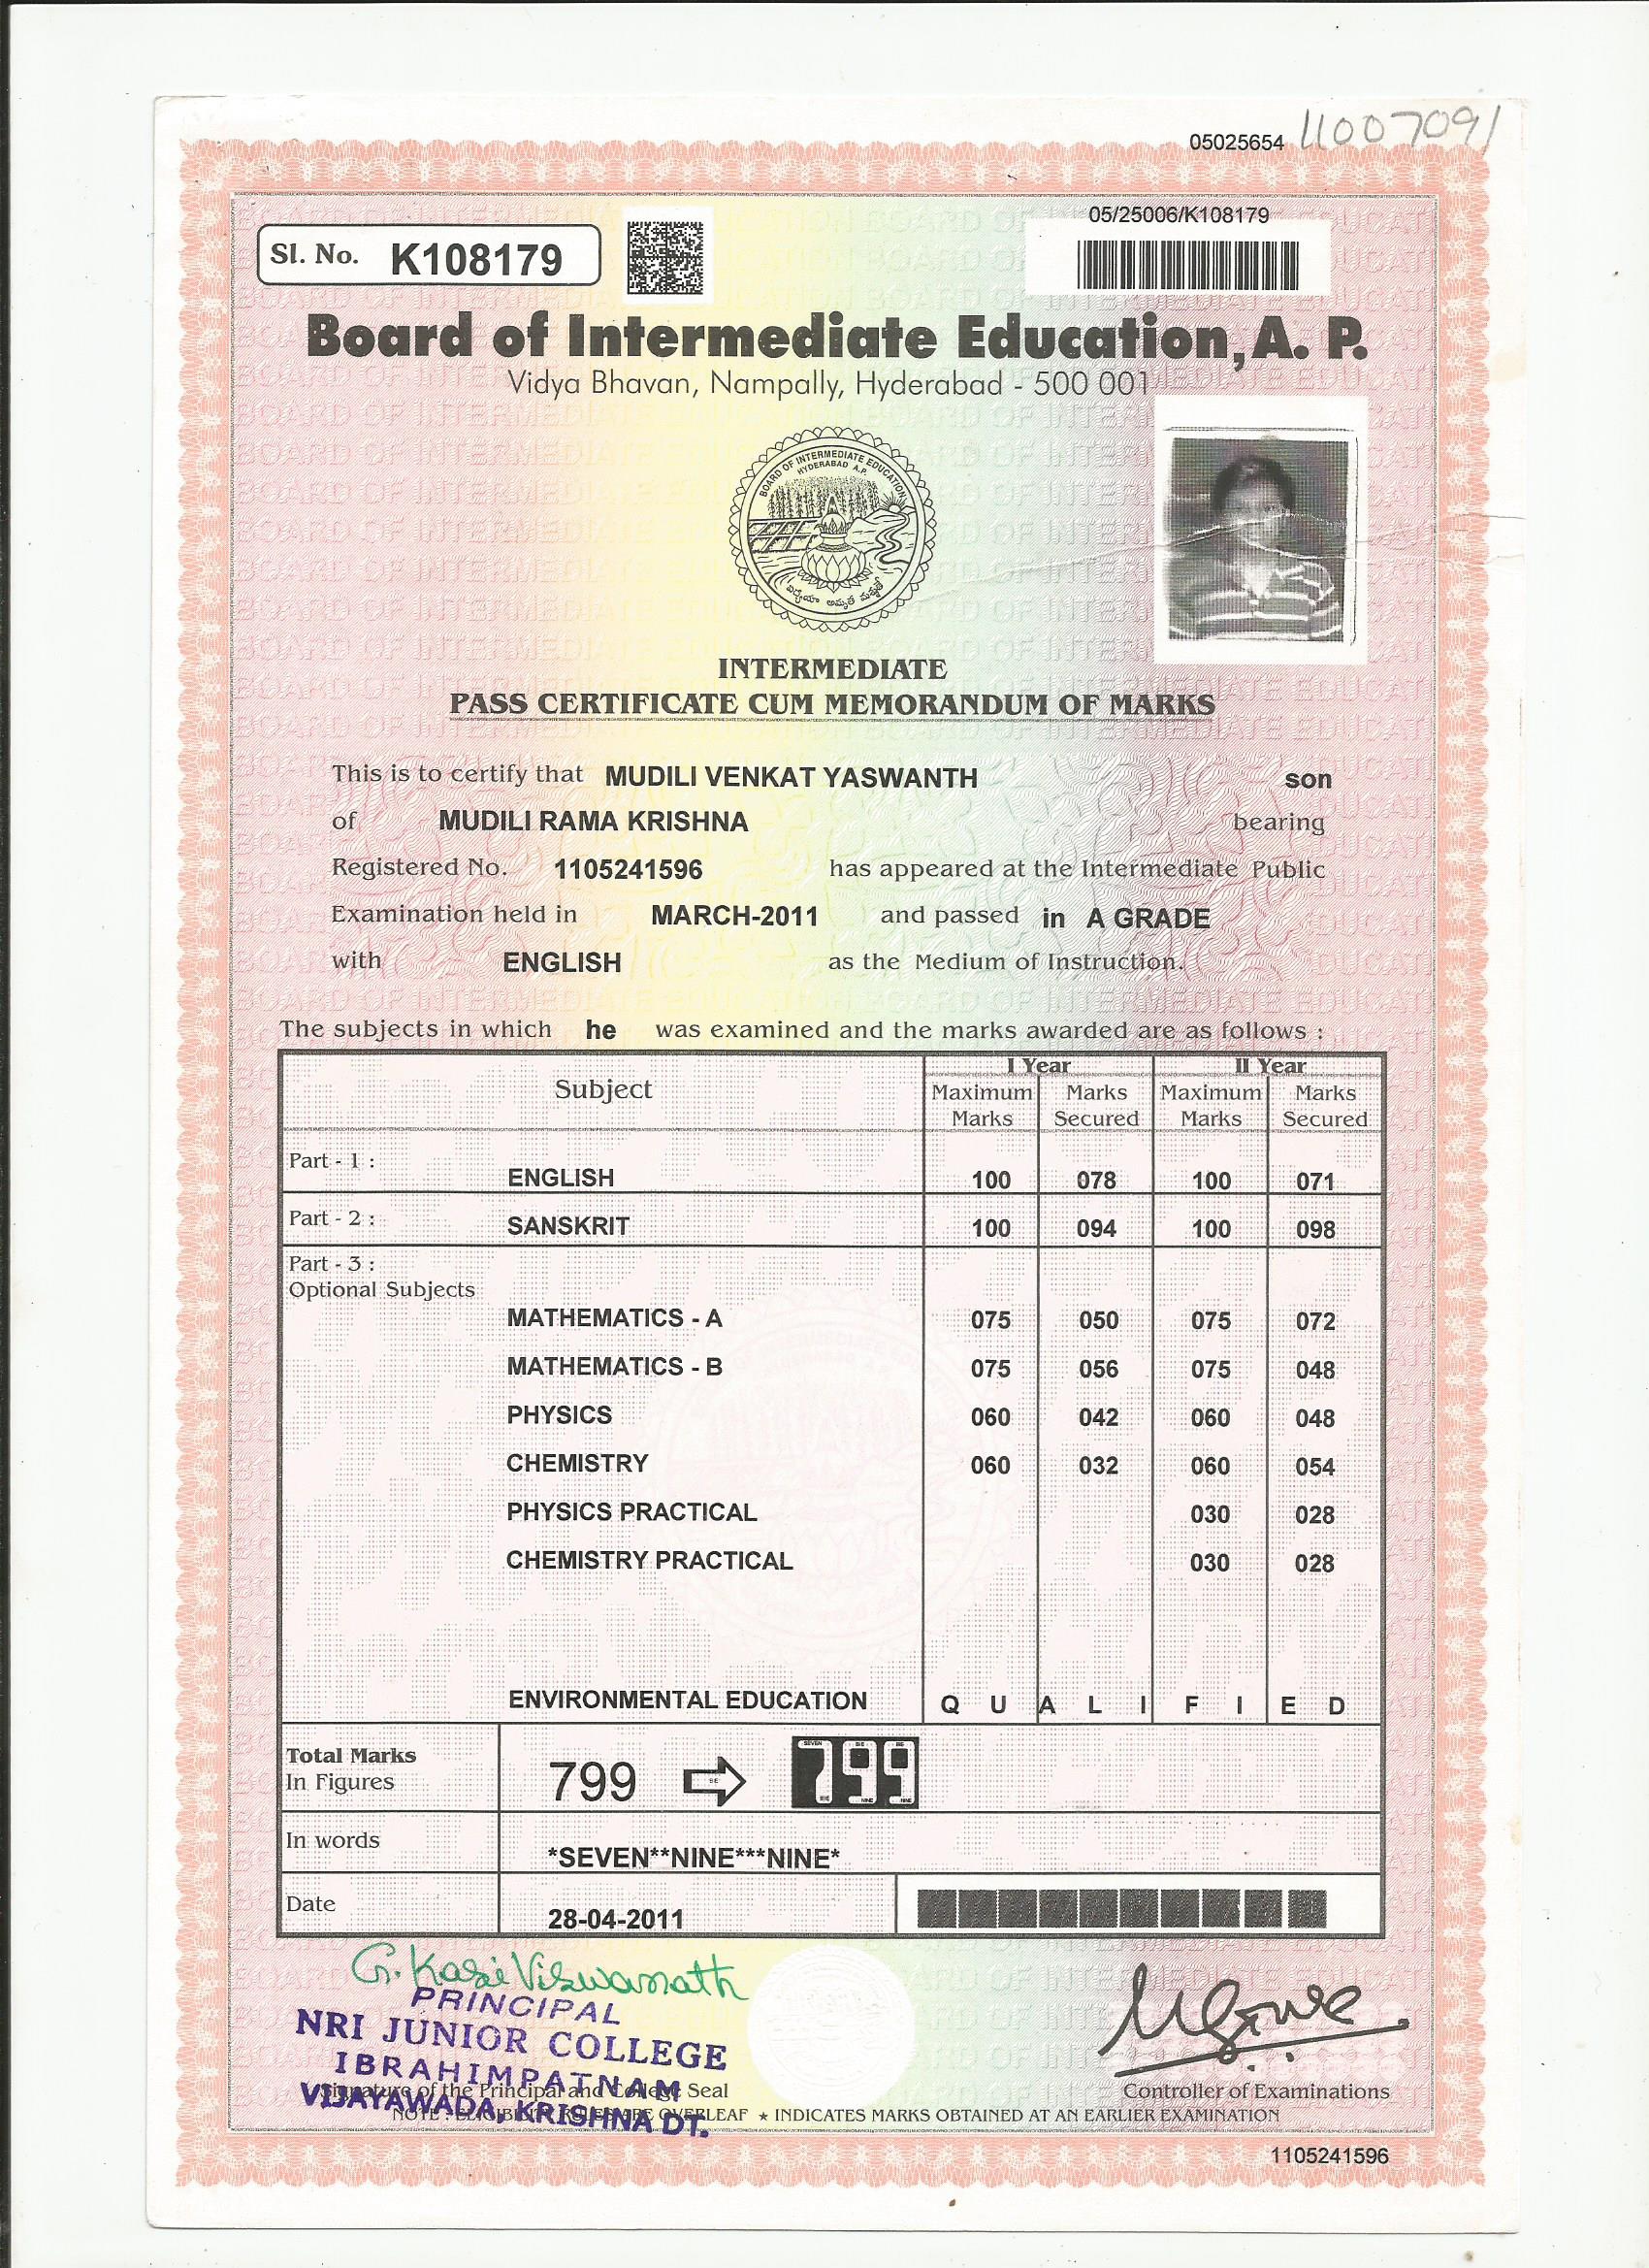 05025654 11007091
05/25006/K108179
Sl. No. K108179
Board of Intermediate Education, A. P.
Vidya Bhavan, Nampally, Hyderabad - 500 001
BOARD OF INTERMEDIATE EDUCATION
HYDERABAD A.P.
INTERMEDIATE
PASS CERTIFICATE CUM MEMORANDUM OF MARKS
This is to certify that MUDILI VENKAT YASWANTH son
of MUDILI RAMA KRISHNA bearing
Registered No. 1105241596 has appeared at the Intermediate Public
Examination held in MARCH-2011 and passed in A GRADE
with ENGLISH as the Medium of Instruction.
The subjects in which he was examined and the marks awarded are as follows :
Subject I Year II Year
Maximum Marks Marks Secured Maximum Marks Marks Secured
Part - 1 :
ENGLISH 100 078 100 071
Part - 2 :
SANSKRIT 100 094 100 098
Part - 3 :
Optional Subjects
MATHEMATICS - A 075 050 075 072
MATHEMATICS - B 075 056 075 048
PHYSICS 060 042 060 048
CHEMISTRY 060 032 060 054
PHYSICS PRACTICAL 030 028
CHEMISTRY PRACTICAL 030 028
ENVIRONMENTAL EDUCATION Q U A L I F I E D
Total Marks
In Figures 799 799
In words *SEVEN**NINE***NINE*
Date 28-04-2011
G. Kasi Viswanath
PRINCIPAL
NRI JUNIOR COLLEGE
IBRAHIMPATNAM
VIJAYAWADA, KRISHNA DT.
Signature of the Principal and College Seal
Controller of Examinations
NOTE : OVERLEAF ★ INDICATES MARKS OBTAINED AT AN EARLIER EXAMINATION
1105241596